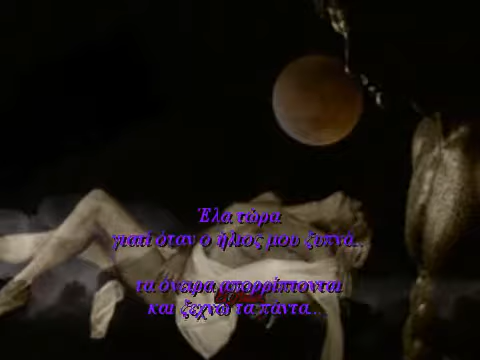 Έλα τώρα
γιατί όταν ο ήλιος μου ξυπνά..
τα όνειρα απορρίπτονται
και ξεχνώ τα πάντα...